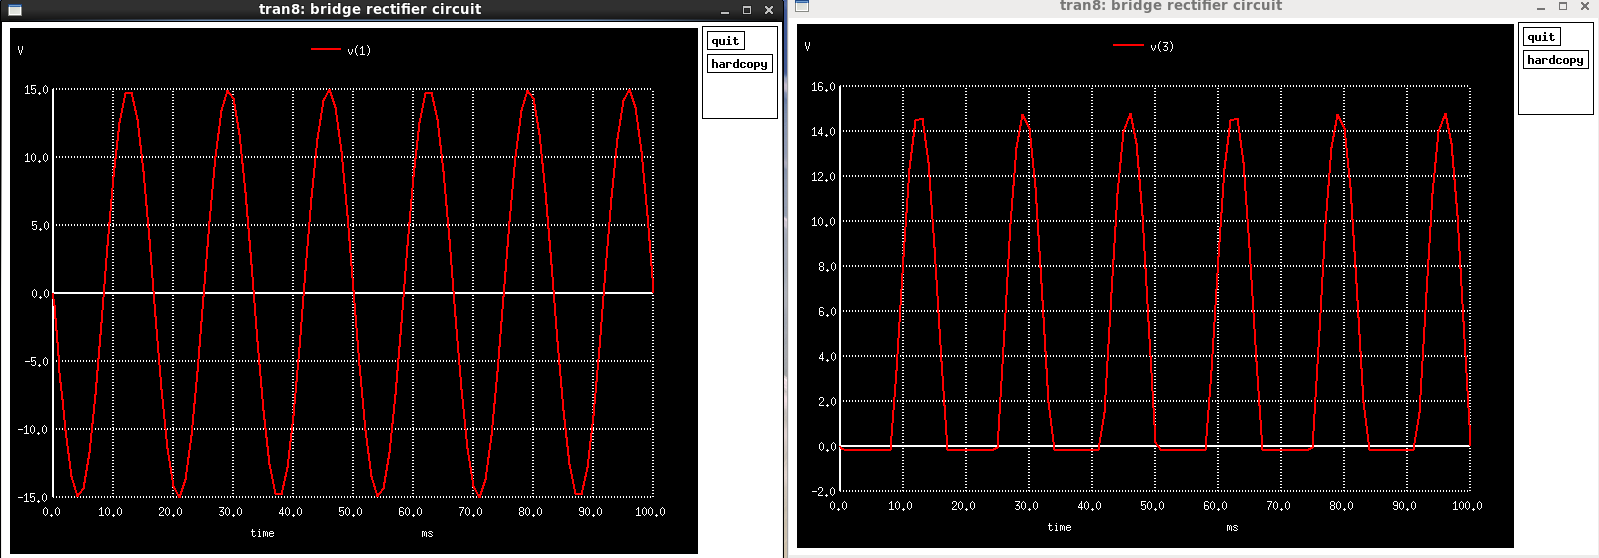 tran8: bridge rectifier circuit
V
v(1)
quit
hardcopy
15.0
10.0
5.0
0.0
-5.0
-10.0
-15.0
0.0 10.0 20.0 30.0 40.0 50.0 60.0 70.0 80.0 90.0 100.0
time ms
tran8: bridge rectifier circuit
V
v(3)
quit
hardcopy
16.0
14.0
12.0
10.0
8.0
6.0
4.0
2.0
0.0
-2.0
0.0 10.0 20.0 30.0 40.0 50.0 60.0 70.0 80.0 90.0 100.0
time ms